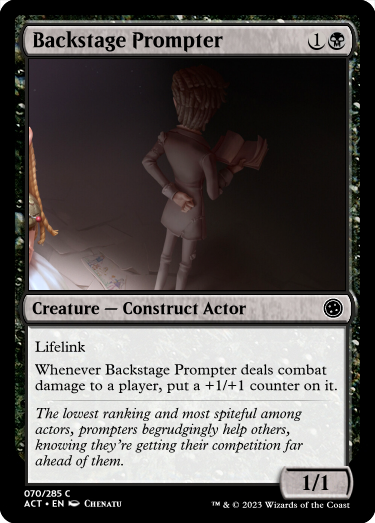 Backstage Prompter 1
Creature — Construct Actor
Lifelink
Whenever Backstage Prompter deals combat
damage to a player, put a +1/+1 counter on it.
The lowest ranking and most spiteful among
actors, prompters begrudgingly help others,
knowing they're getting their competition far
ahead of them.
1/1
070/285 C
ACT • EN CHENATU
™ & © 2023 Wizards of the Coast